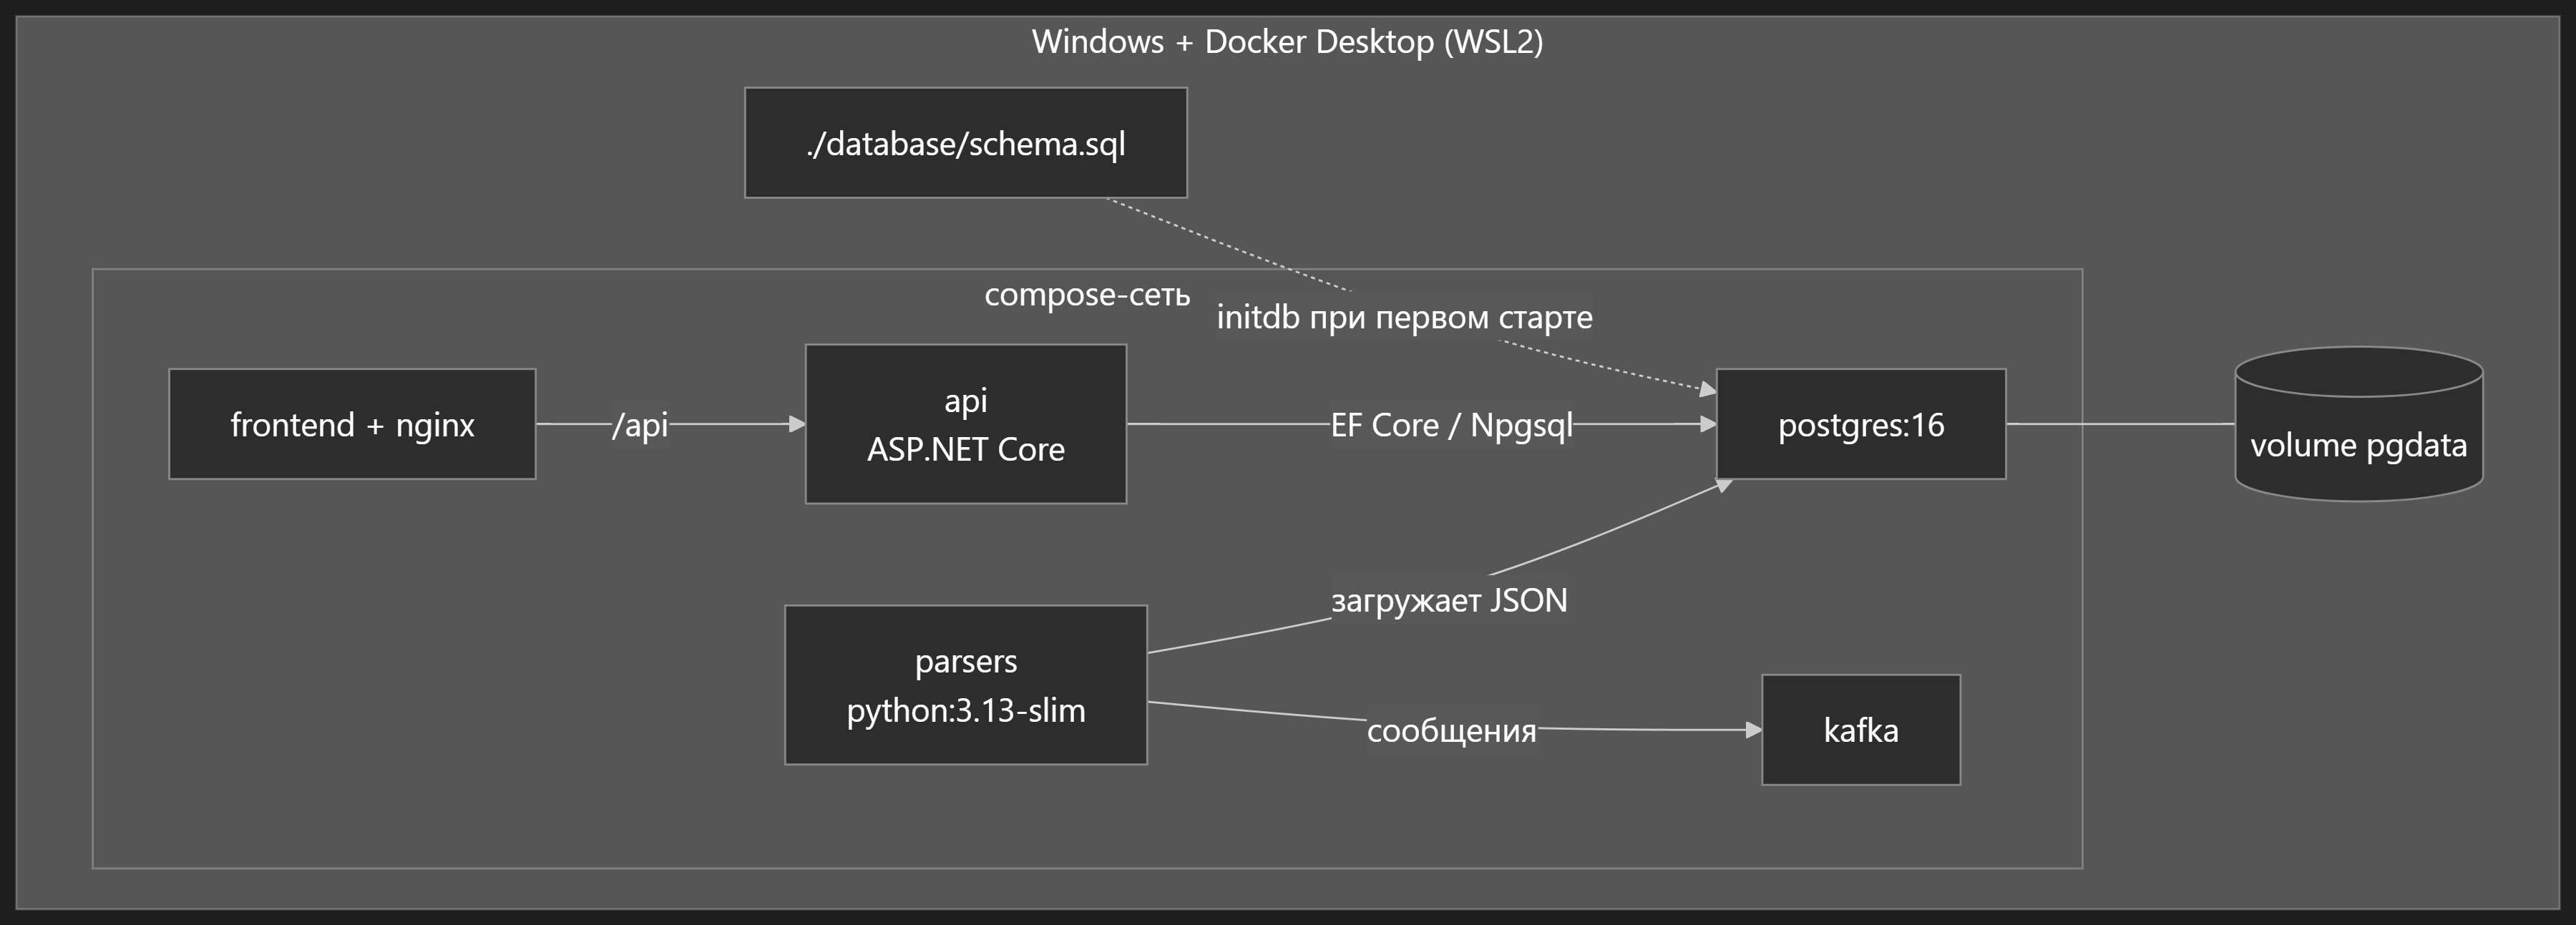 Windows + Docker Desktop (WSL2)
./database/schema.sql
compose-сеть
initdb при первом старте
frontend + nginx
/api
api
ASP.NET Core
EF Core / Npgsql
postgres:16
volume pgdata
загружает JSON
parsers
python:3.13-slim
сообщения
kafka